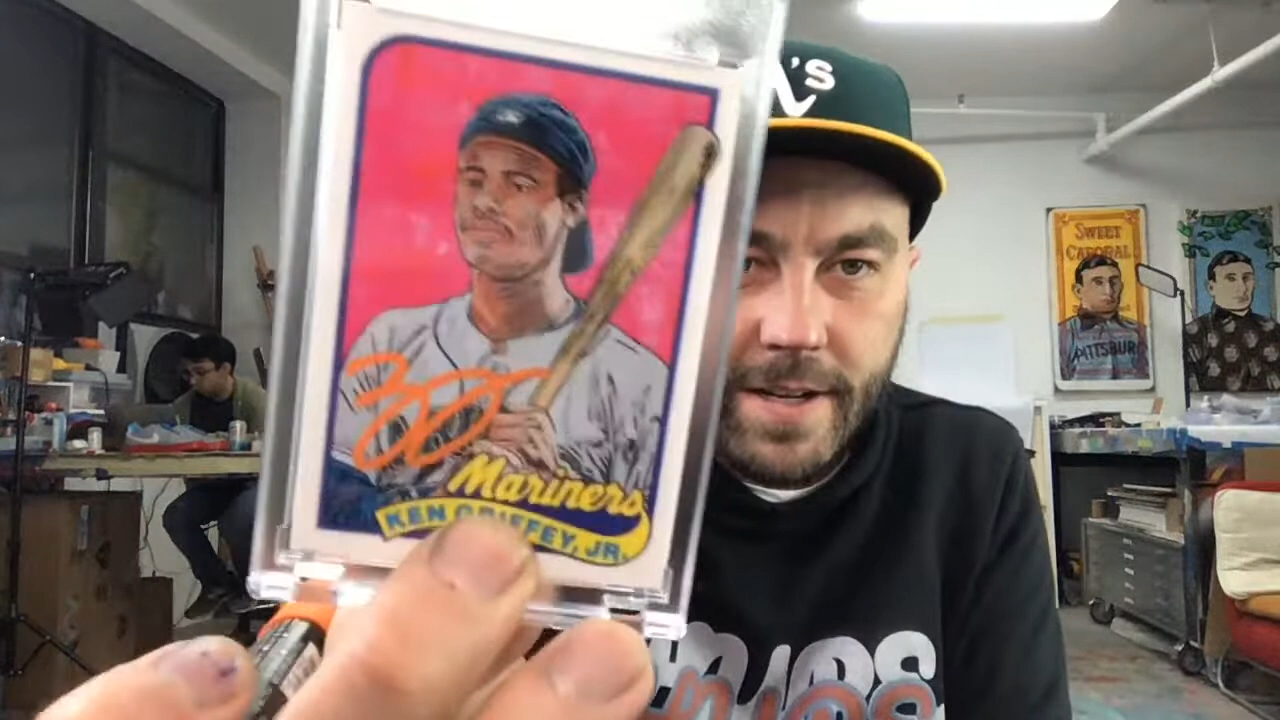 A's
Mariners
KEN GRIFFEY, JR.
SWEET
CAPORAL
PITTSBUR